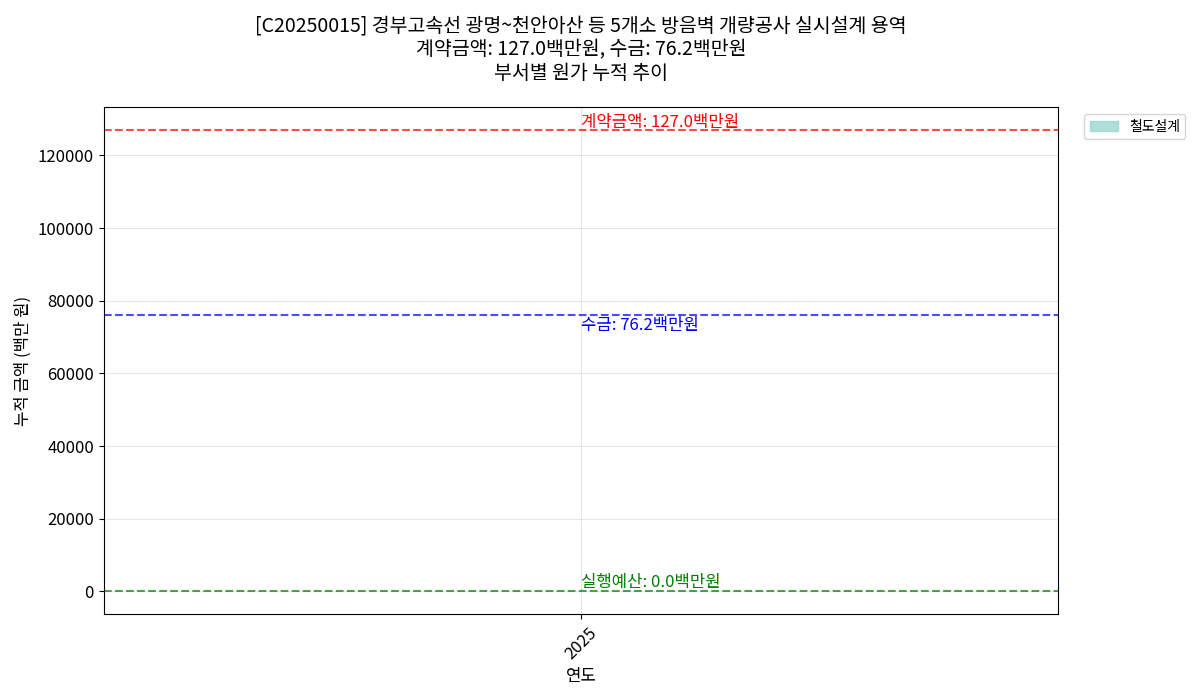 [C20250015] 경부고속선 광명~천안아산 등 5개소 방음벽 개량공사 실시설계 용역
계약금액: 127.0백만원, 수금: 76.2백만원
부서별 원가 누적 추이
계약금액: 127.0백만원
철도설계
120000
100000
80000
수금: 76.2백만원
60000
40000
20000
실행예산: 0.0백만원
0
누적 금액 (백만 원)
2025
연도